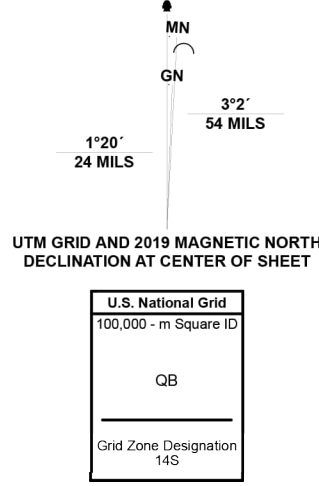 MN
GN
3°2´
54 MILS
1°20´
24 MILS
UTM GRID AND 2019 MAGNETIC NORTH
DECLINATION AT CENTER OF SHEET
U.S. National Grid
100,000 - m Square ID
QB
Grid Zone Designation
14S